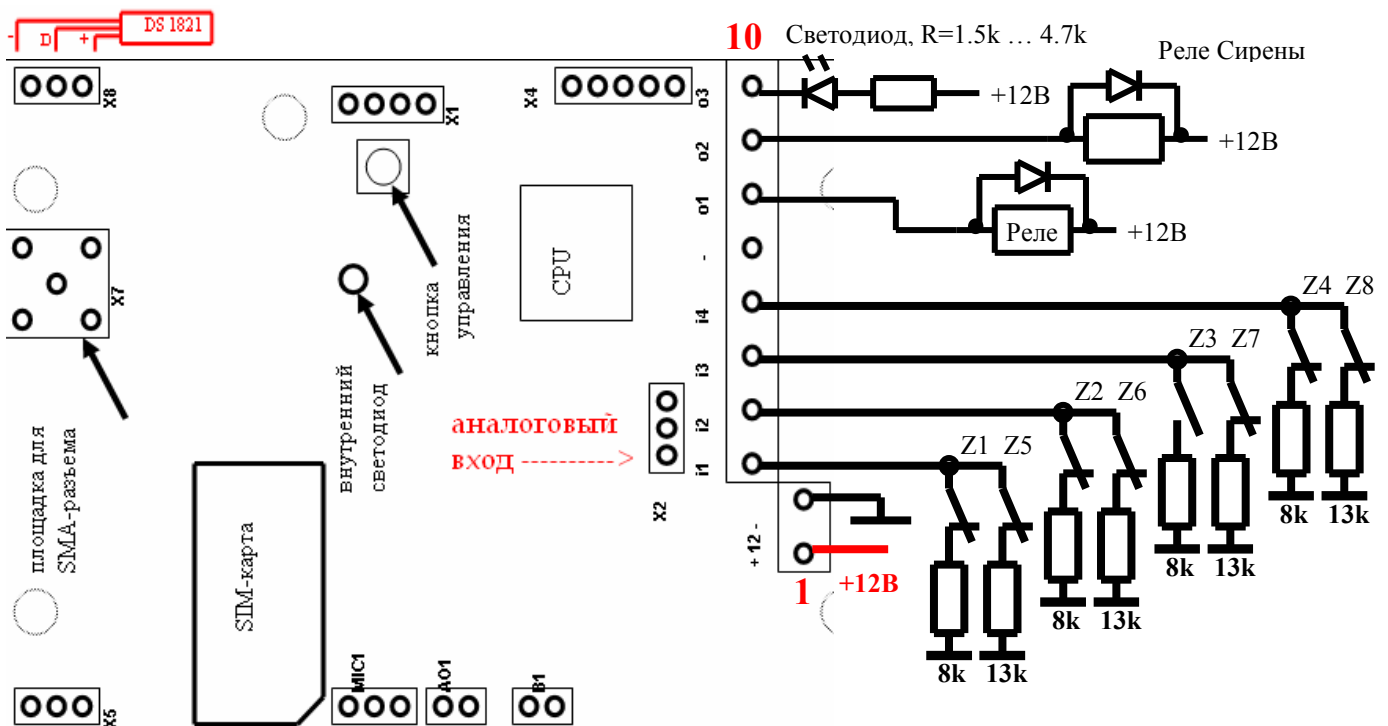 DS 1821
- D +
X8
X1
X4
10
Светодиод, R=1.5k … 4.7k
+12В
Реле Сирены
+12В
Реле
+12В
o3
o2
o1
-
i4
i3
i2
i1
CPU
X7
кнопка
управления
внутренний
светодиод
площадка для
SMA-разъема
SIM-карта
аналоговый
вход -------->
X2
+ 12 -
1
+12В
Z4 Z8
Z3 Z7
Z2 Z6
Z1 Z5
8k 13k
8k 13k
8k 13k
8k 13k
X5
MIC1
AO1
B1